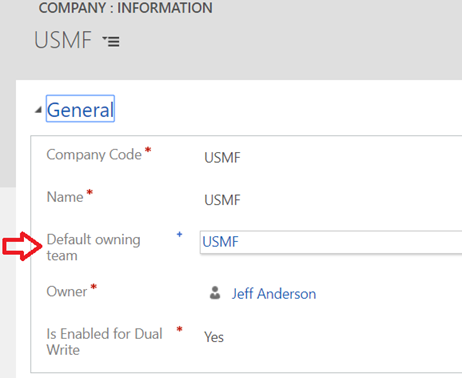 COMPANY : INFORMATION
USMF
General
Company Code * USMF
Name * USMF
Default owning + USMF
team
Owner * Jeff Anderson
Is Enabled for Dual * Yes
Write